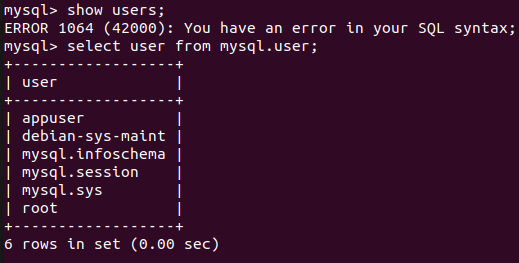 mysql> show users;
ERROR 1064 (42000): You have an error in your SQL syntax;
mysql> select user from mysql.user;
+------------------+
| user             |
+------------------+
| appuser          |
| debian-sys-maint |
| mysql.infoschema |
| mysql.session    |
| mysql.sys        |
| root             |
+------------------+
6 rows in set (0.00 sec)